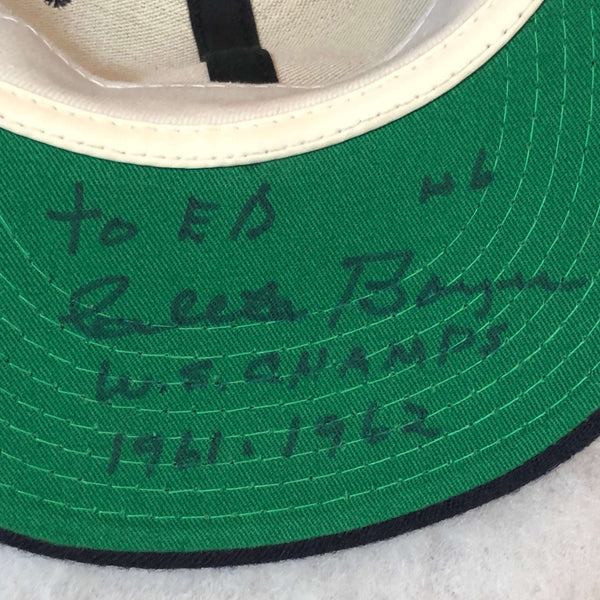 to ED #6
Clete Boyer
W.S. CHAMPS
1961, 1962